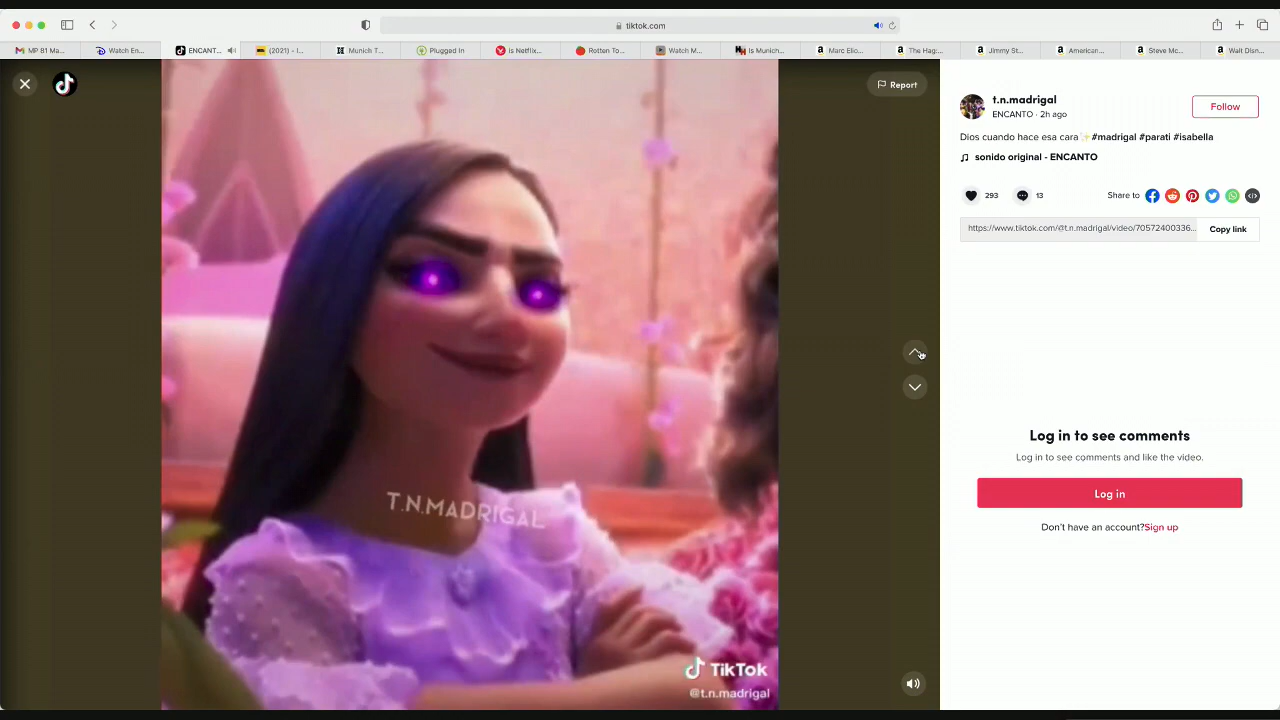 tiktok.com
MP 81 Ma...
Watch En...
ENCANT...
(2021) - I...
Munich T...
Plugged In
Is Netflix...
Rotten To...
Watch M...
Is Munich...
Marc Elio...
The Hag:...
Jimmy St...
American...
Steve Mc...
Walt Disn...
Report
t.n.madrigal
ENCANTO · 2h ago
Follow
Dios cuando hace esa cara✨#madrigal #parati #isabella
sonido original - ENCANTO
293
13
Share to
https://www.tiktok.com/@t.n.madrigal/video/70572400336...
Copy link
Log in to see comments
Log in to see comments and like the video.
Log in
Don't have an account?Sign up
T.N.MADRIGAL
TikTok
@t.n.madrigal